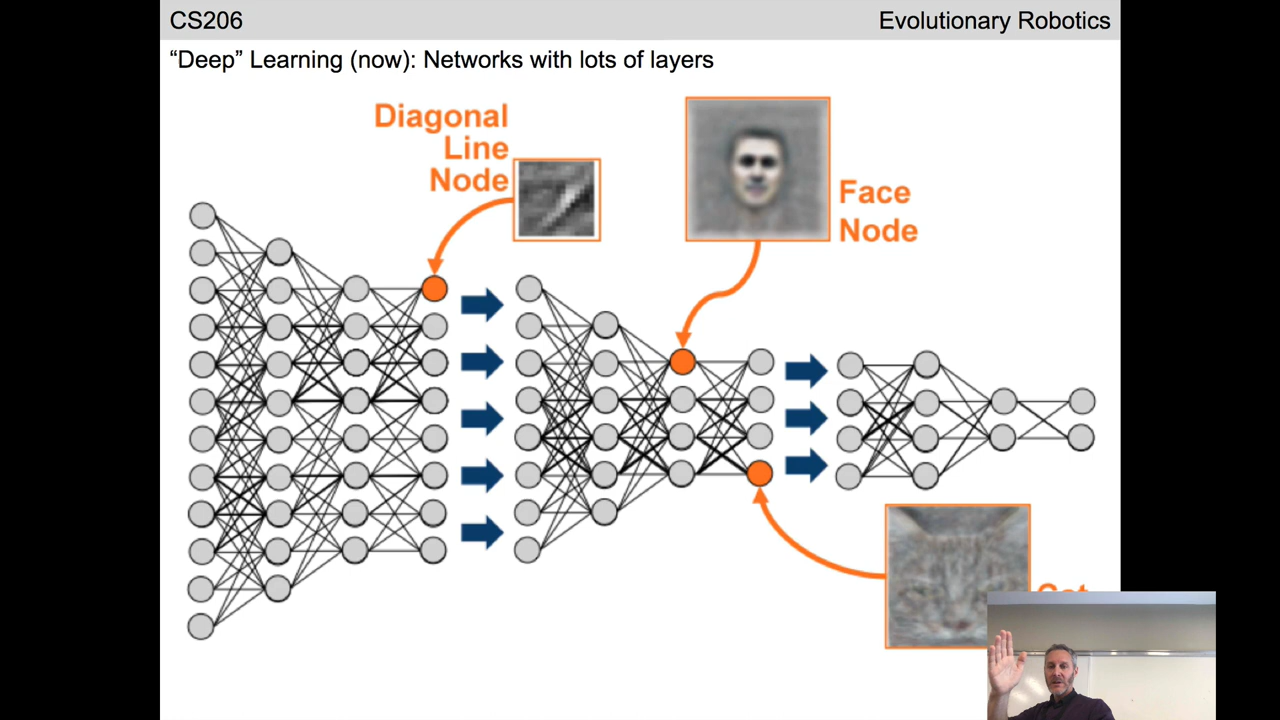 CS206
Evolutionary Robotics
“Deep” Learning (now): Networks with lots of layers
Diagonal
Line
Node
Face
Node